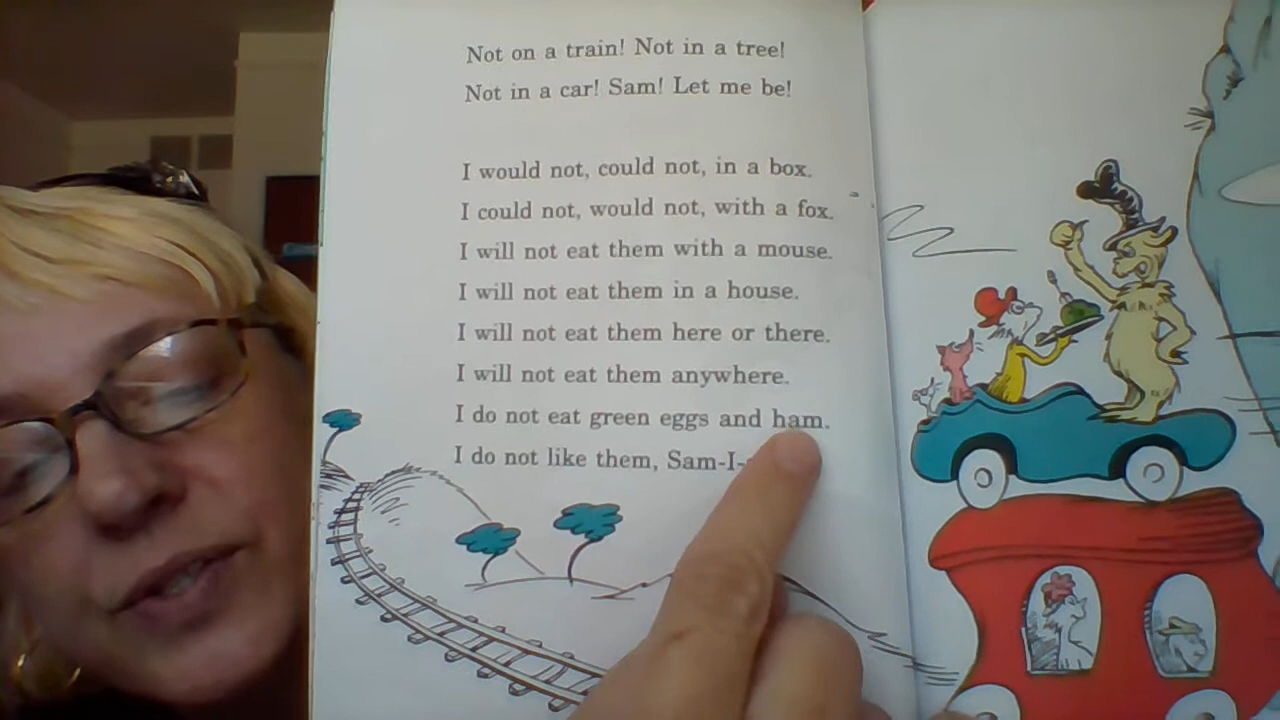 Not on a train! Not in a tree!
Not in a car! Sam! Let me be!
I would not, could not, in a box.
I could not, would not, with a fox.
I will not eat them with a mouse.
I will not eat them in a house.
I will not eat them here or there.
I will not eat them anywhere.
I do not eat green eggs and ham.
I do not like them, Sam-I-